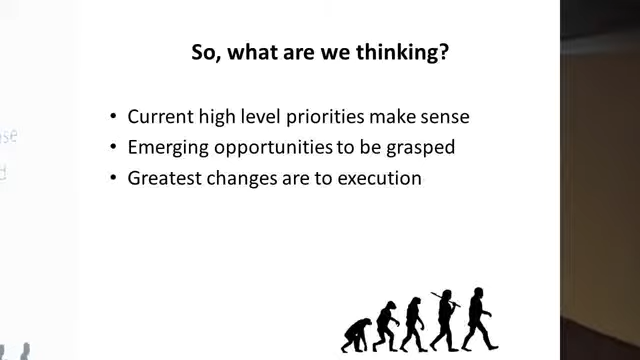 So, what are we thinking?
• Current high level priorities make sense
• Emerging opportunities to be grasped
• Greatest changes are to execution